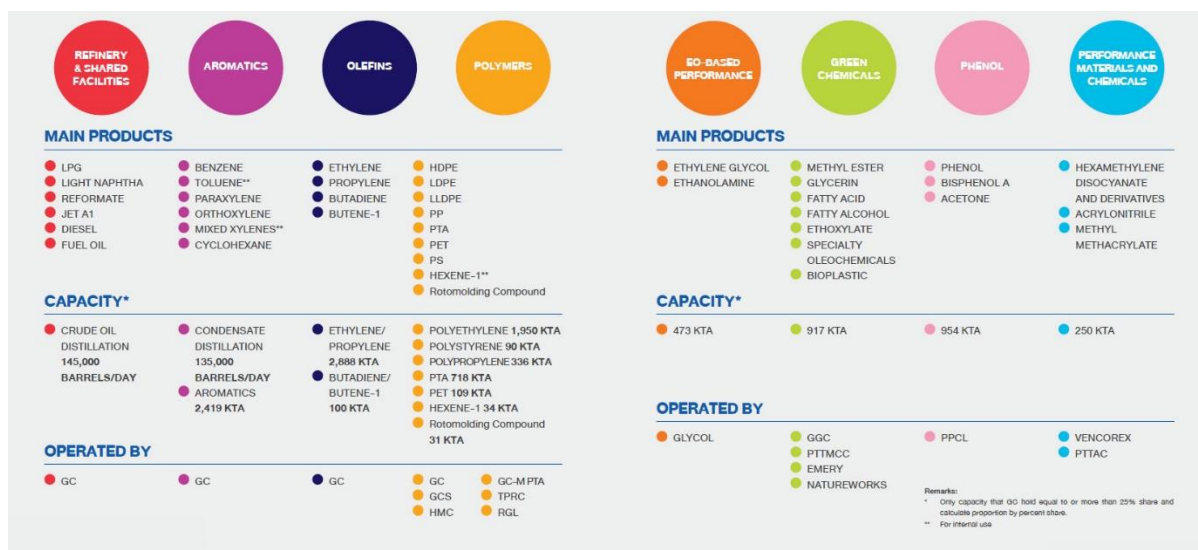 REFINERY
& SHARED
FACILITIES
AROMATICS
OLEFINS
POLYMERS
MAIN PRODUCTS
LPG
LIGHT NAPHTHA
REFORMATE
JET A1
DIESEL
FUEL OIL
BENZENE
TOLUENE**
PARAXYLENE
ORTHOXYLENE
MIXED XYLENES**
CYCLOHEXANE
ETHYLENE
PROPYLENE
BUTADIENE
BUTENE-1
HDPE
LDPE
LLDPE
PP
PTA
PET
PS
HEXENE-1**
Rotomolding Compound
CAPACITY*
CRUDE OIL
DISTILLATION
145,000
BARRELS/DAY
CONDENSATE
DISTILLATION
135,000
BARRELS/DAY
AROMATICS
2,419 KTA
ETHYLENE/
PROPYLENE
2,888 KTA
BUTADIENE/
BUTENE-1
100 KTA
POLYETHYLENE 1,950 KTA
POLYSTYRENE 90 KTA
POLYPROPYLENE 336 KTA
PTA 718 KTA
PET 109 KTA
HEXENE-1 34 KTA
Rotomolding Compound
31 KTA
OPERATED BY
GC
GC
GC
GC
GCS
HMC
GC-M PTA
TPRC
RGL
EO-BASED
PERFORMANCE
GREEN
CHEMICALS
PHENOL
PERFORMANCE
MATERIALS AND
CHEMICALS
MAIN PRODUCTS
ETHYLENE GLYCOL
ETHANOLAMINE
METHYL ESTER
GLYCERIN
FATTY ACID
FATTY ALCOHOL
ETHOXYLATE
SPECIALTY
OLEOCHEMICALS
BIOPLASTIC
PHENOL
BISPHENOL A
ACETONE
HEXAMETHYLENE
DISOCYANATE
AND DERIVATIVES
ACRYLONITRILE
METHYL
METHACRYLATE
CAPACITY*
473 KTA
917 KTA
954 KTA
250 KTA
OPERATED BY
GLYCOL
GGC
PTTMCC
EMERY
NATUREWORKS
PPCL
VENCOREX
PTTAC
Remarks:
* Only capacity that GC hold equal to or more than 25% share and
calculate proportion by percent share.
** For internal use